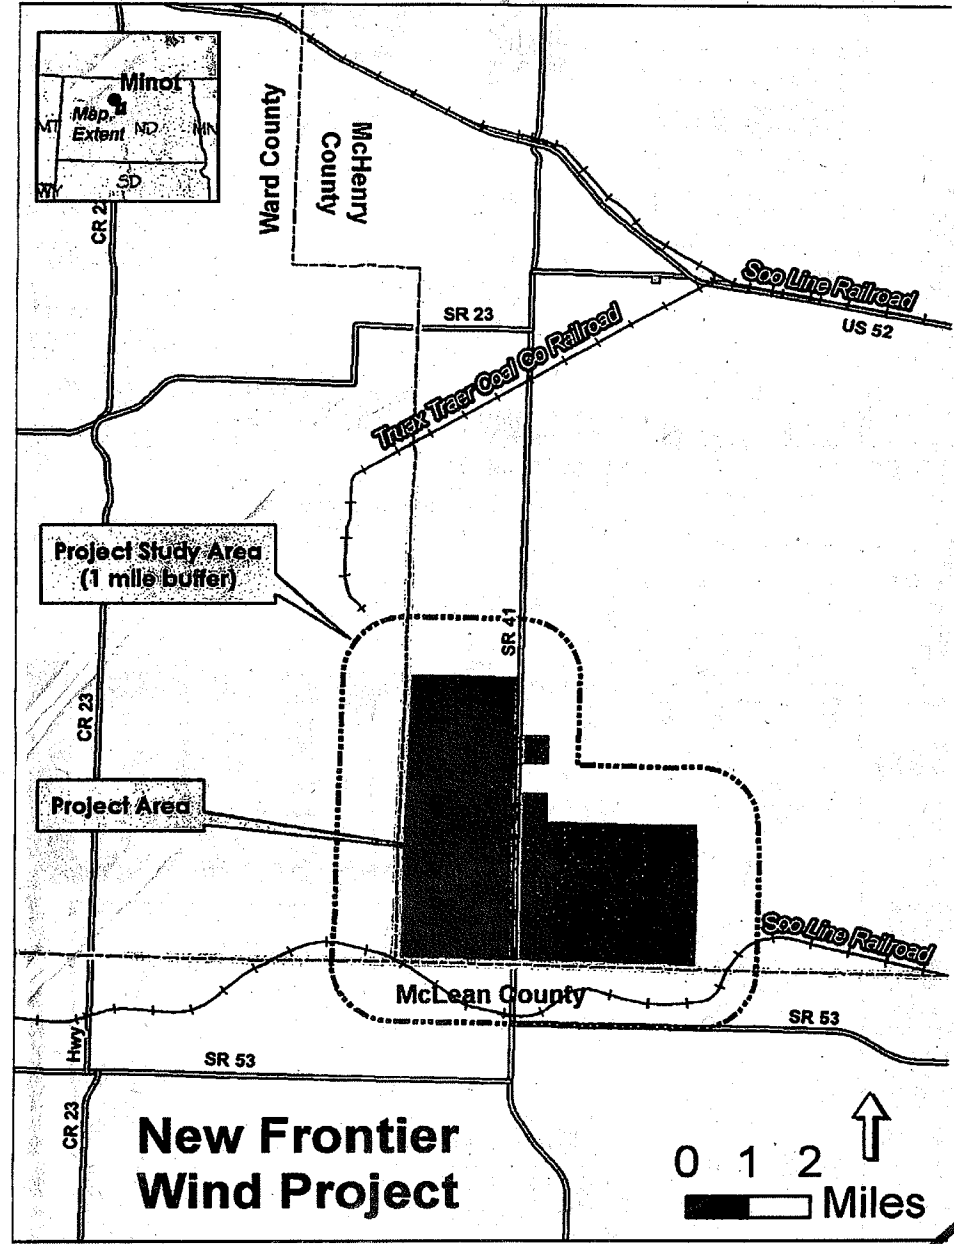 Minot
Map
Extent
MT
ND
MN
WY
SD
Ward County
McHenry
County
CR 23
Soo Line Railroad
US 52
SR 23
Truax Traer Coal Co Railroad
Project Study Area
(1 mile buffer)
SR 41
CR 23
Project Area
Soo Line Railroad
McLean County
SR 53
Hwy
SR 53
CR 23
New Frontier
Wind Project
0 1 2
Miles